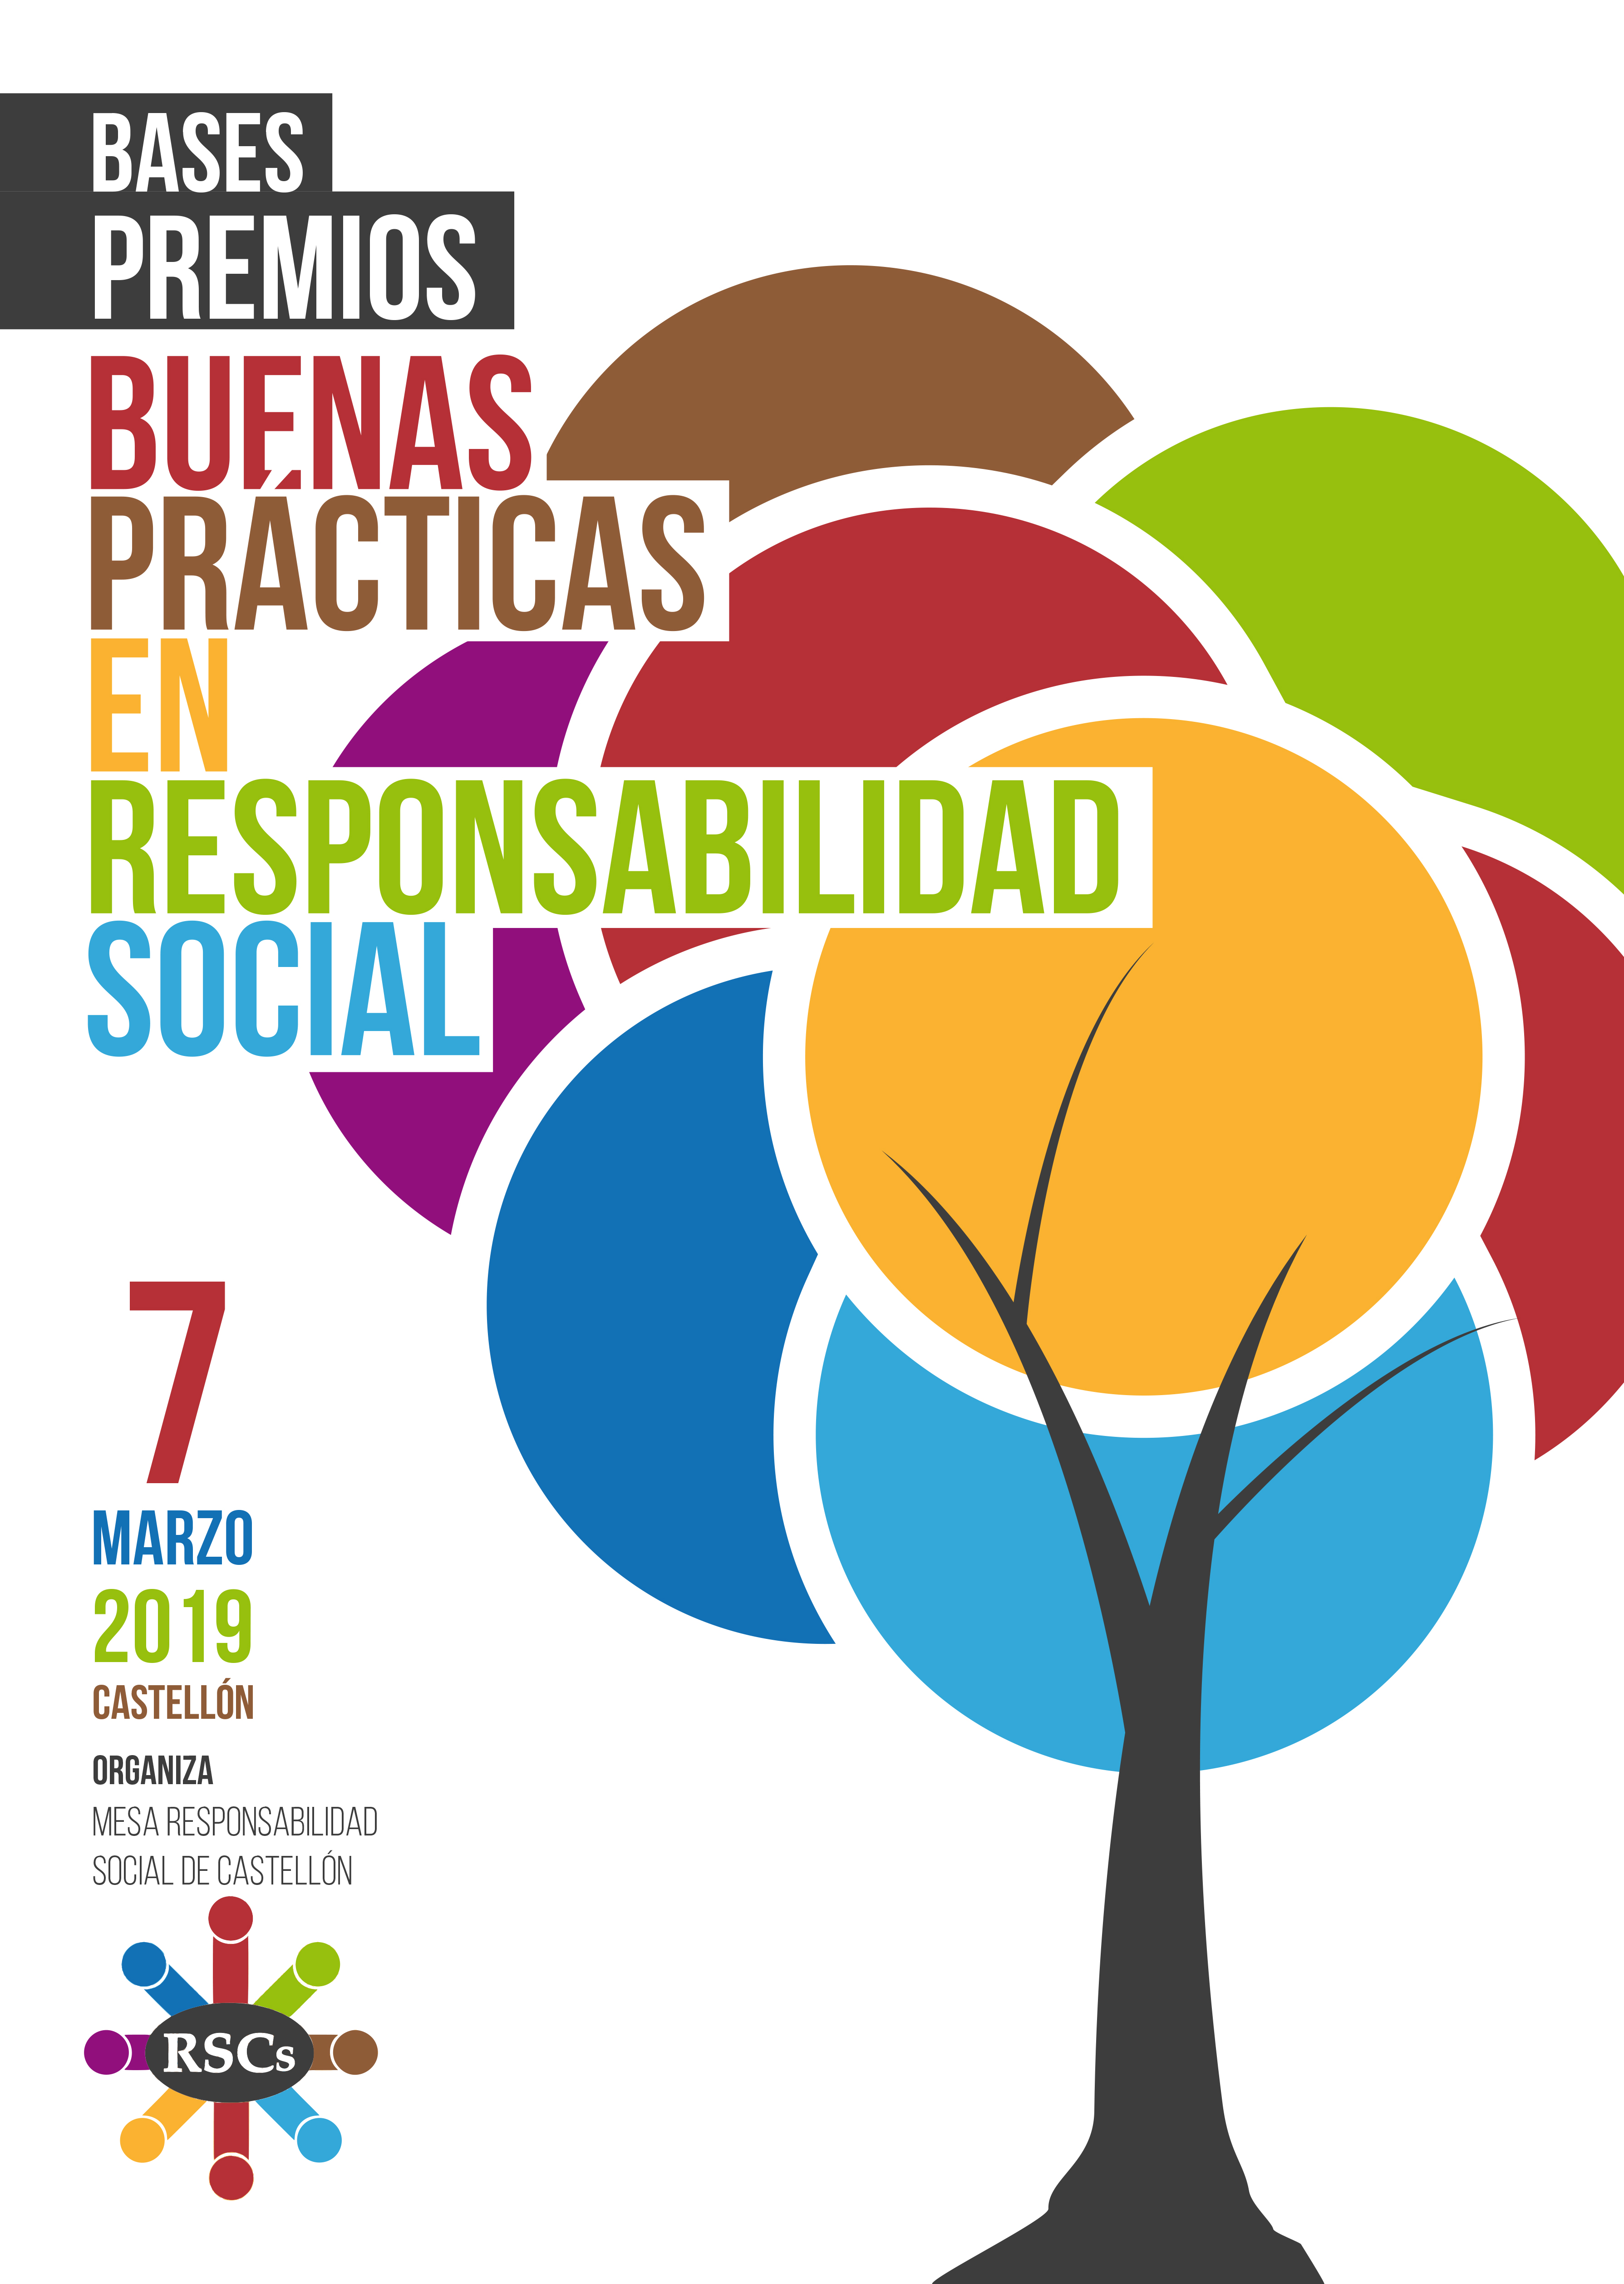 BASES
PREMIOS
BUENAS
PRÁCTICAS
EN
RESPONSABILIDAD
SOCIAL
7
MARZO
2019
CASTELLÓN
ORGANIZA
MESA RESPONSABILIDAD
SOCIAL DE CASTELLÓN
RSCs